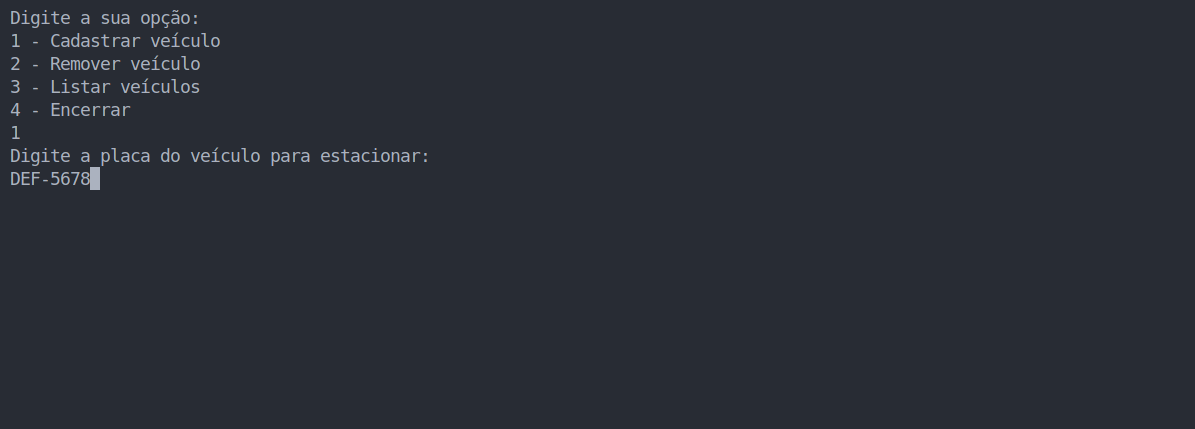 Digite a sua opção:
1 - Cadastrar veículo
2 - Remover veículo
3 - Listar veículos
4 - Encerrar
1
Digite a placa do veículo para estacionar:
DEF-5678